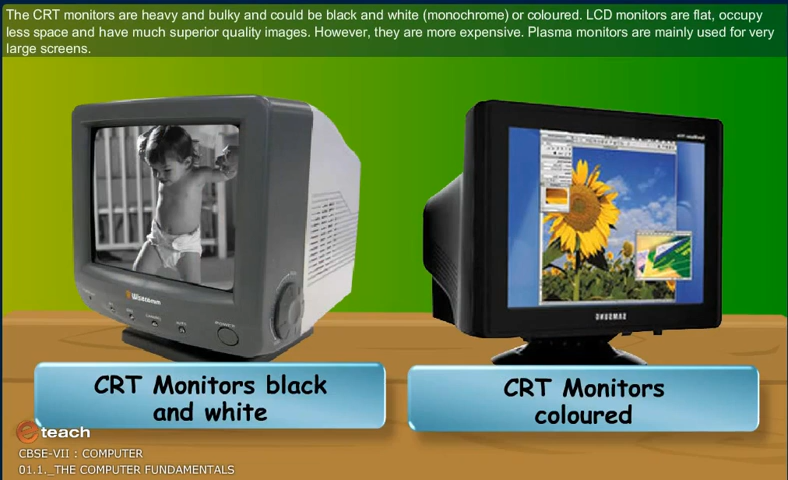 The CRT monitors are heavy and bulky and could be black and white (monochrome) or coloured. LCD monitors are flat, occupy
less space and have much superior quality images. However, they are more expensive. Plasma monitors are mainly used for very
large screens.
Wisecomm
SAMSUNG
CRT Monitors black
and white
CRT Monitors
coloured
eteach
CBSE-VII : COMPUTER
01.1._THE COMPUTER FUNDAMENTALS